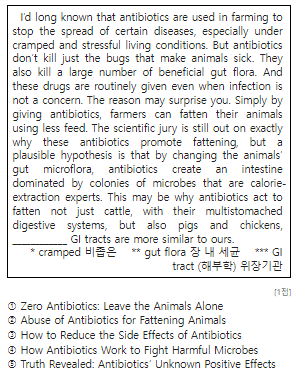 I'd long known that antibiotics are used in farming to
stop the spread of certain diseases, especially under
cramped and stressful living conditions. But antibiotics
don't kill just the bugs that make animals sick. They
also kill a large number of beneficial gut flora. And
these drugs are routinely given even when infection is
not a concern. The reason may surprise you. Simply by
giving antibiotics, farmers can fatten their animals
using less feed. The scientific jury is still out on exactly
why these antibiotics promote fattening, but a
plausible hypothesis is that by changing the animals'
gut microflora, antibiotics create an intestine
dominated by colonies of microbes that are calorie-
extraction experts. This may be why antibiotics act to
fatten not just cattle, with their multistomached
digestive systems, but also pigs and chickens,
___________ GI tracts are more similar to ours.
* cramped 비좁은 ** gut flora 장 내 세균 *** GI
tract (해부학) 위장기관
[1전]
① Zero Antibiotics: Leave the Animals Alone
② Abuse of Antibiotics for Fattening Animals
③ How to Reduce the Side Effects of Antibiotics
④ How Antibiotics Work to Fight Harmful Microbes
⑤ Truth Revealed: Antibiotics' Unknown Positive Effects